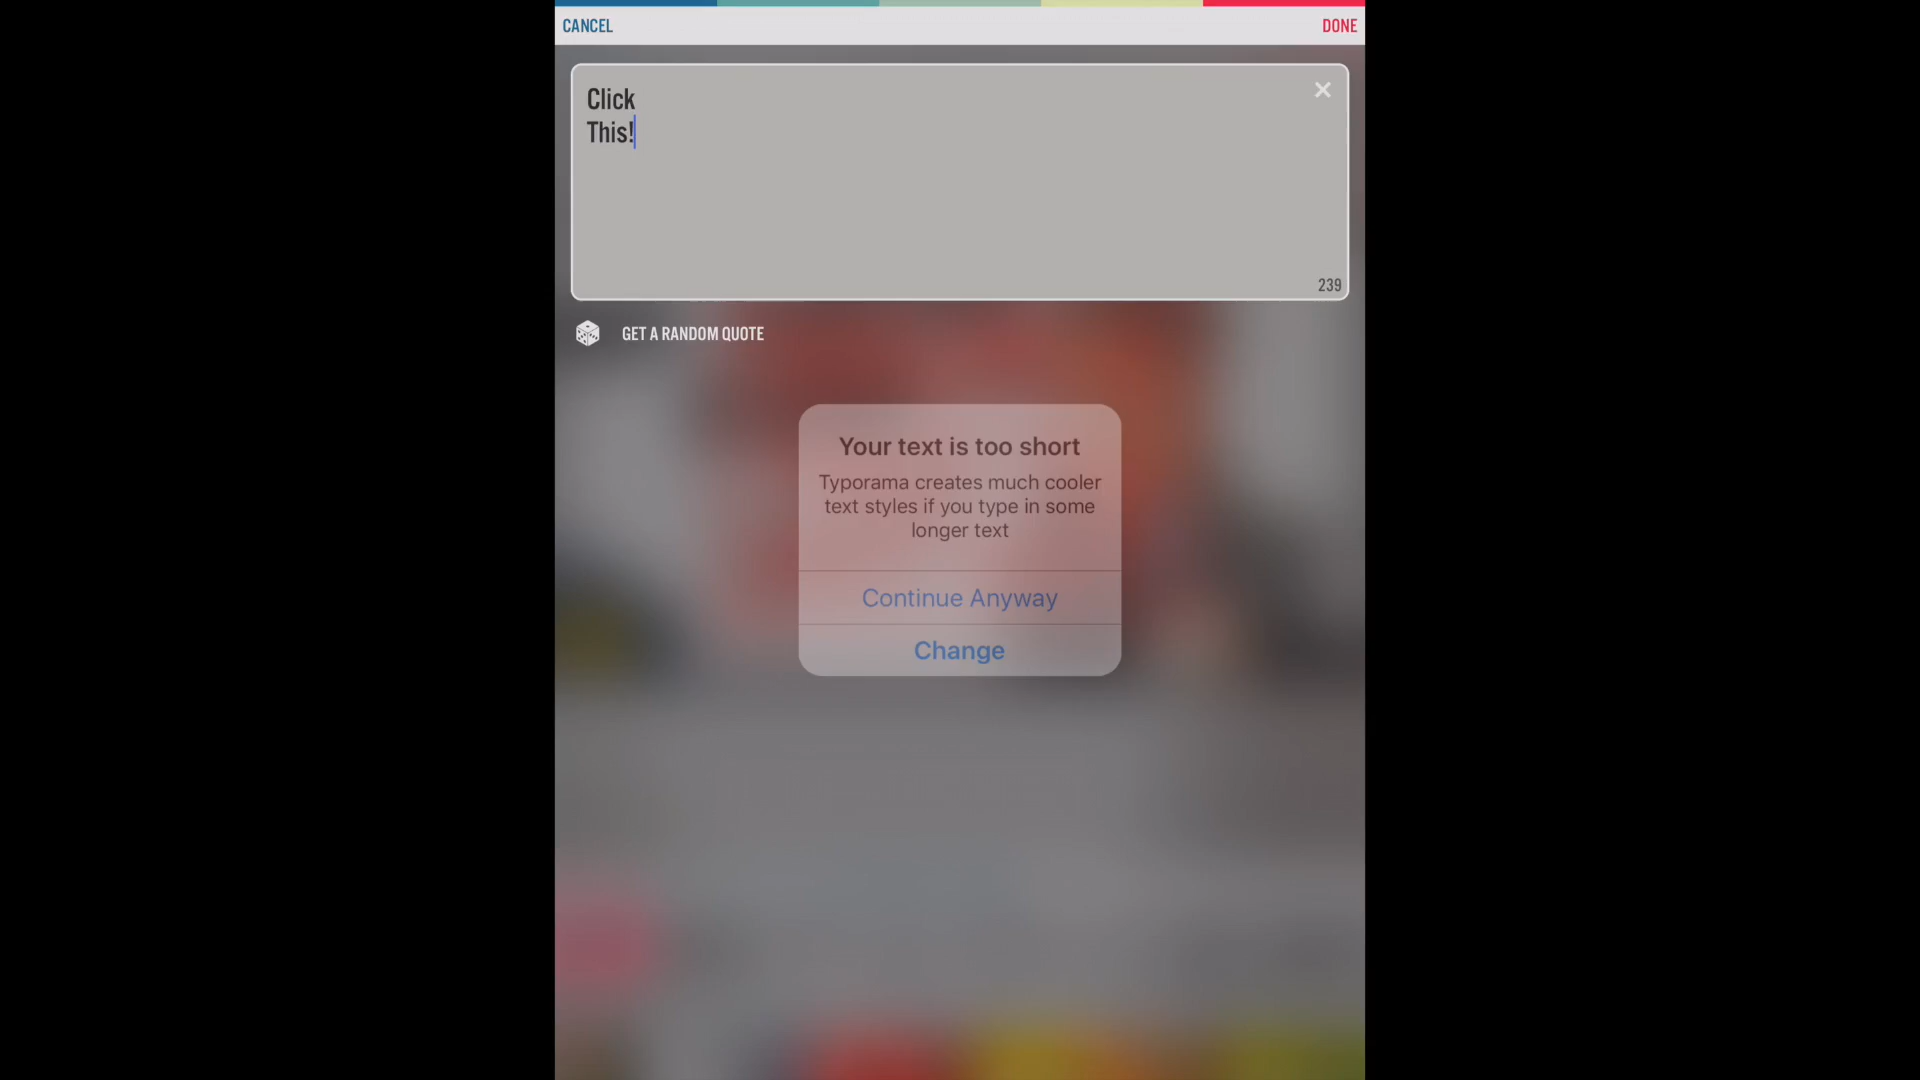 CANCEL
DONE
Click
This!
239
GET A RANDOM QUOTE
Your text is too short
Typorama creates much cooler
text styles if you type in some
longer text
Continue Anyway
Change